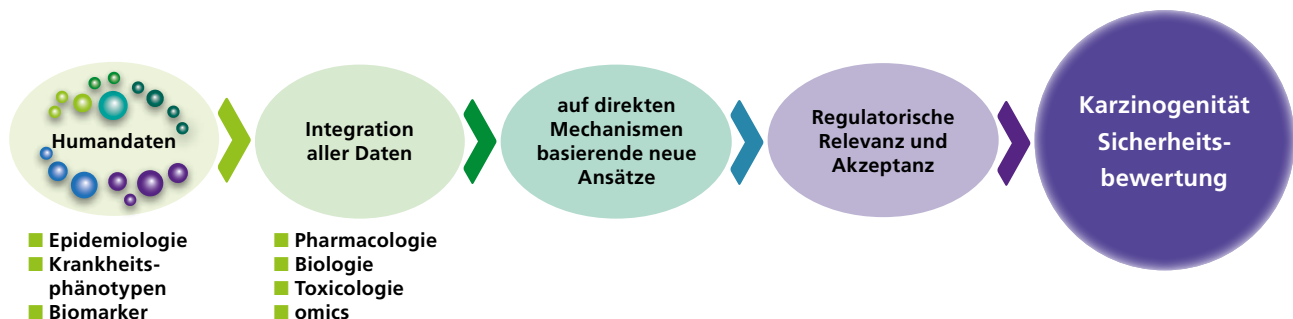 Humandaten
Epidemiologie
Krankheits-
phänotypen
Biomarker
Integration
aller Daten
Pharmacologie
Biologie
Toxicologie
omics
auf direkten
Mechanismen
basierende neue
Ansätze
Regulatorische
Relevanz und
Akzeptanz
Karzinogenität
Sicherheits-
bewertung